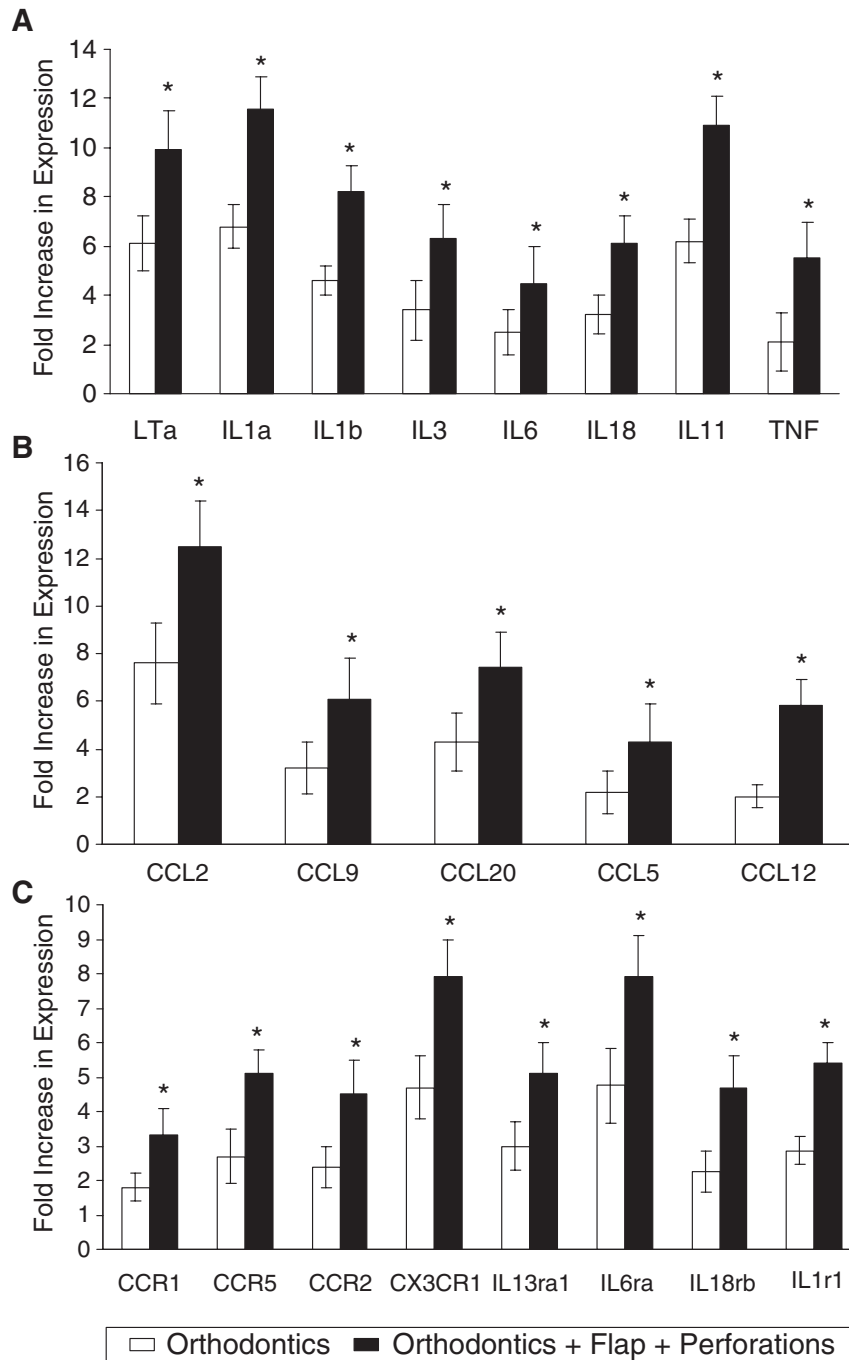 A
Fold Increase in Expression
14
12
10
8
6
4
2
0
* * * * * * * *
LTa IL1a IL1b IL3 IL6 IL18 IL11 TNF
B
Fold Increase in Expression
16
14
12
10
8
6
4
2
0
* * * * *
CCL2 CCL9 CCL20 CCL5 CCL12
C
Fold Increase in Expression
10
9
8
7
6
5
4
3
2
1
0
* * * * * * * *
CCR1 CCR5 CCR2 CX3CR1 IL13ra1 IL6ra IL18rb IL1r1
Orthodontics Orthodontics + Flap + Perforations